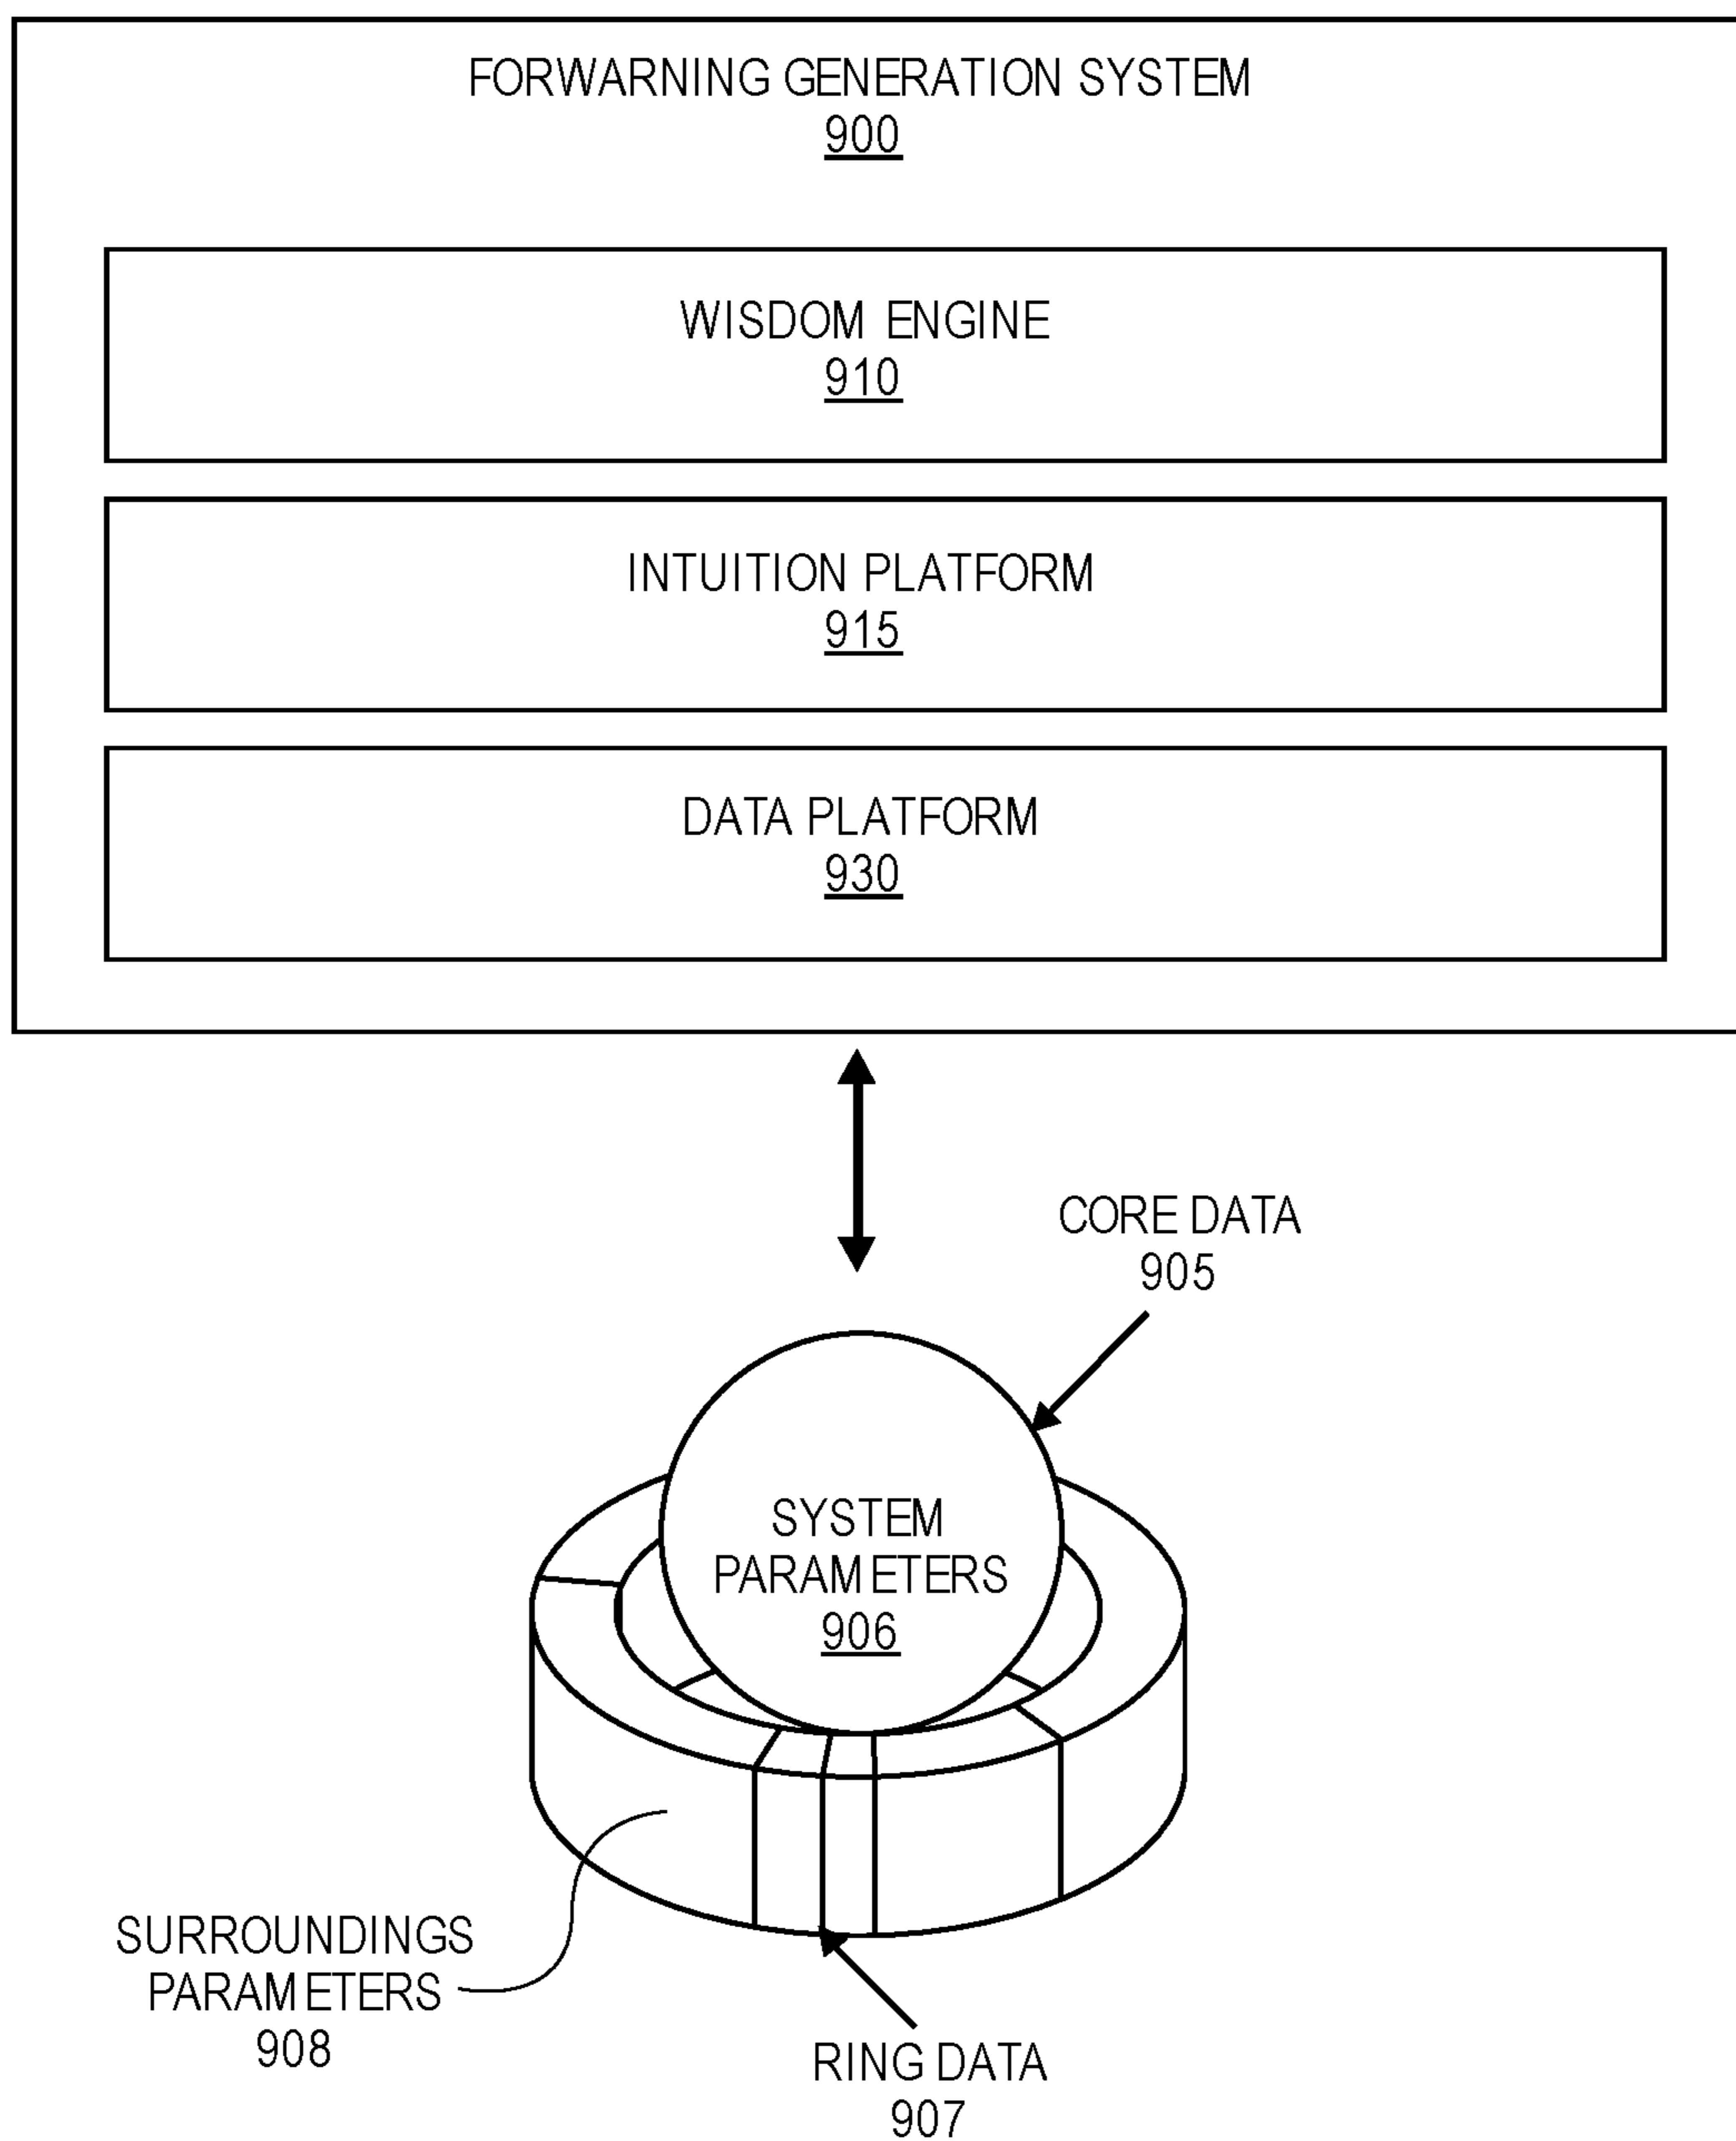 FORWARNING GENERATION SYSTEM
900
WISDOM ENGINE
910
INTUITION PLATFORM
915
DATA PLATFORM
930
CORE DATA
905
SYSTEM
PARAMETERS
906
SURROUNDINGS
PARAMETERS
908
RING DATA
907